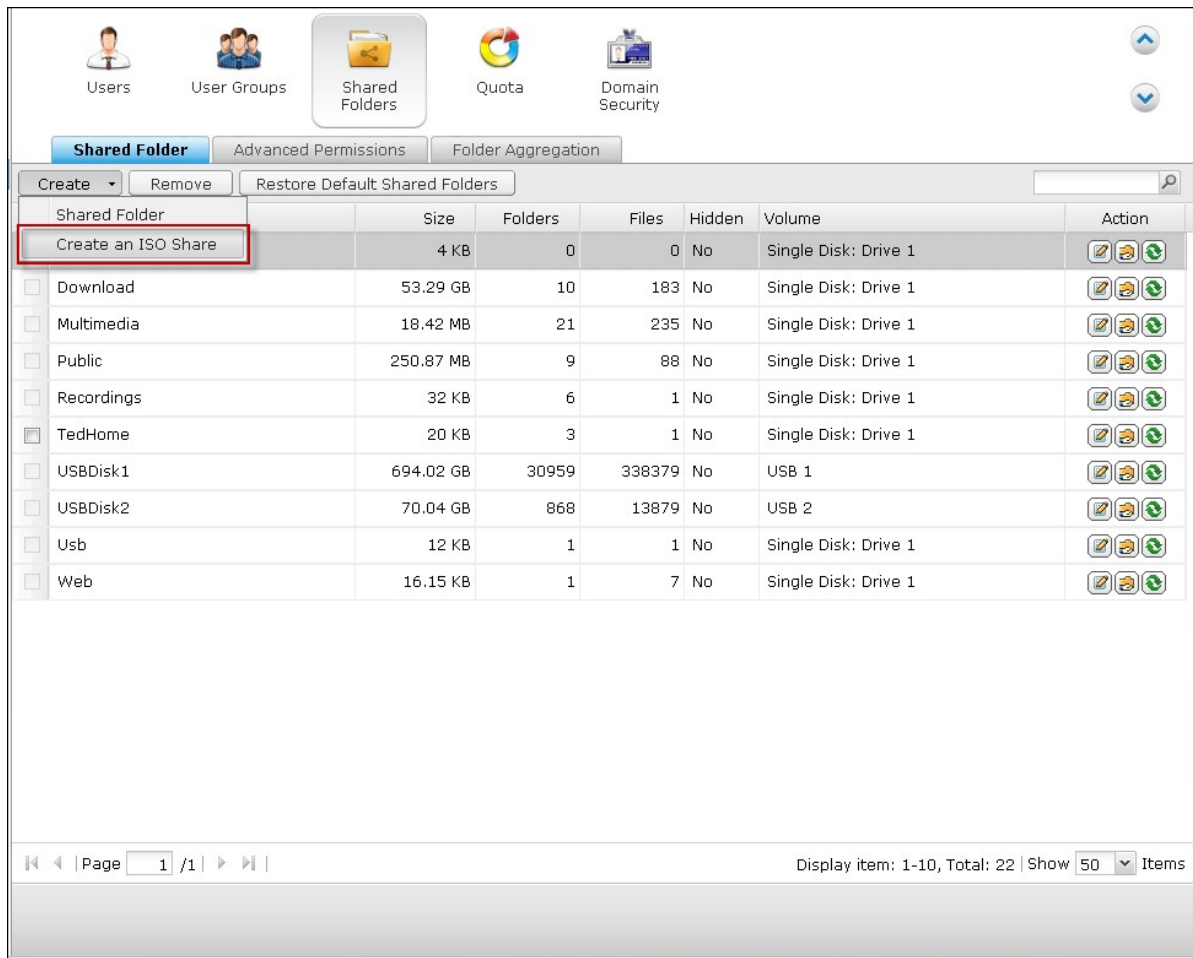 Users User Groups Shared Folders Quota Domain Security
Shared Folder Advanced Permissions Folder Aggregation
Create Remove Restore Default Shared Folders
Shared Folder Size Folders Files Hidden Volume Action
Create an ISO Share 4 KB 0 0 No Single Disk: Drive 1
Download 53.29 GB 10 183 No Single Disk: Drive 1
Multimedia 18.42 MB 21 235 No Single Disk: Drive 1
Public 250.87 MB 9 88 No Single Disk: Drive 1
Recordings 32 KB 6 1 No Single Disk: Drive 1
TedHome 20 KB 3 1 No Single Disk: Drive 1
USBDisk1 694.02 GB 30959 338379 No USB 1
USBDisk2 70.04 GB 868 13879 No USB 2
Usb 12 KB 1 1 No Single Disk: Drive 1
Web 16.15 KB 1 7 No Single Disk: Drive 1
Page 1 /1 Display item: 1-10, Total: 22 Show 50 Items